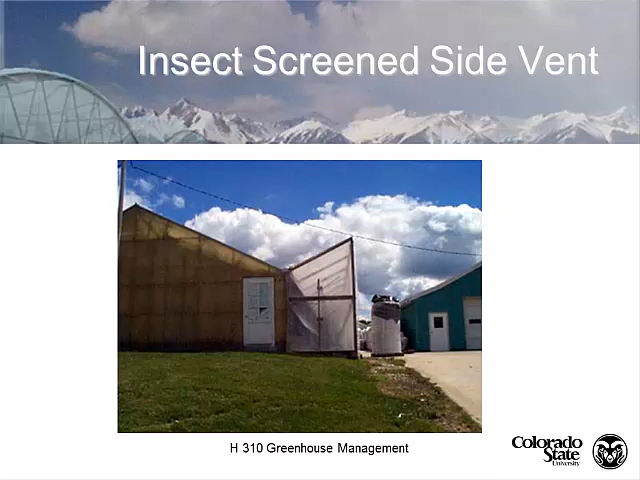 Insect Screened Side Vent
H 310 Greenhouse Management
Colorado
State
University